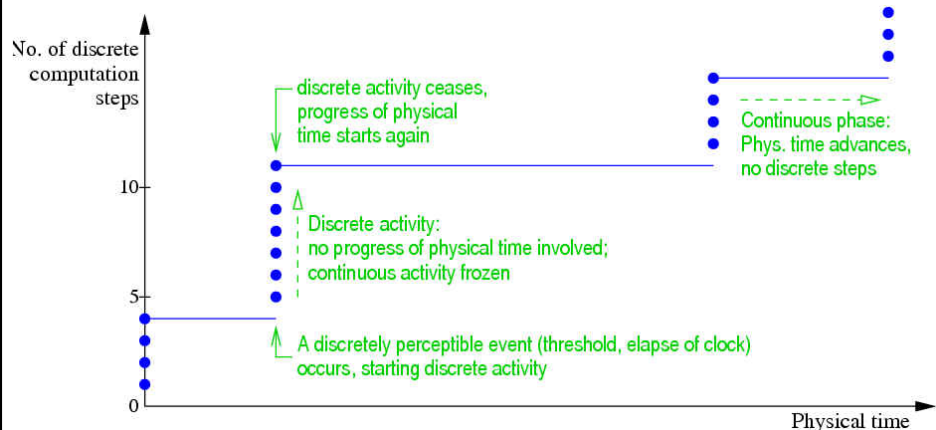 No. of discrete
computation
steps
discrete activity ceases,
progress of physical
time starts again
Continuous phase:
Phys. time advances,
no discrete steps
10
Discrete activity:
no progress of physical time involved;
continuous activity frozen
5
A discretely perceptible event (threshold, elapse of clock)
occurs, starting discrete activity
0
Physical time